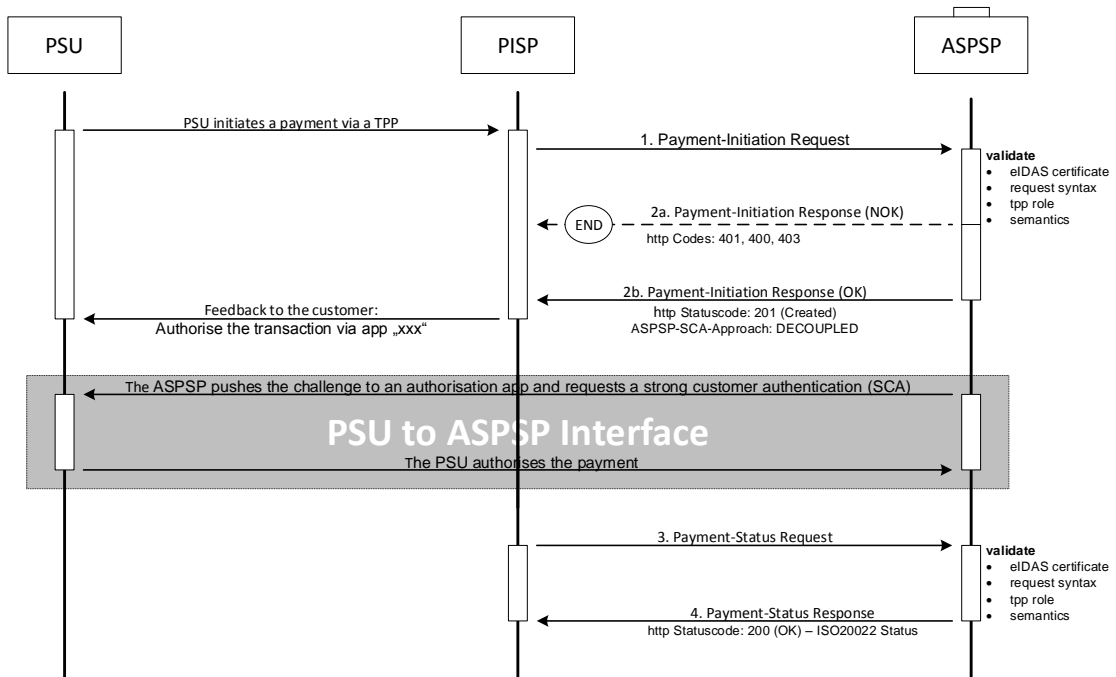 PSU
PISP
ASPSP
PSU initiates a payment via a TPP
1. Payment-Initiation Request
validate
• eIDAS certificate
• request syntax
• tpp role
• semantics
2a. Payment-Initiation Response (NOK)
END
http Codes: 401, 400, 403
2b. Payment-Initiation Response (OK)
http Statuscode: 201 (Created)
ASPSP-SCA-Approach: DECOUPLED
Feedback to the customer:
Authorise the transaction via app „xxx“
The ASPSP pushes the challenge to an authorisation app and requests a strong customer authentication (SCA)
PSU to ASPSP Interface
The PSU authorises the payment
3. Payment-Status Request
validate
• eIDAS certificate
• request syntax
• tpp role
• semantics
4. Payment-Status Response
http Statuscode: 200 (OK) – ISO20022 Status